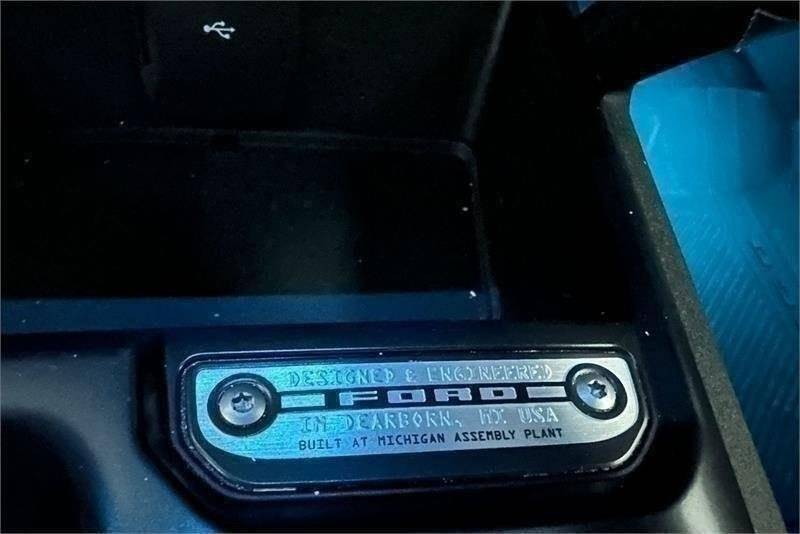 DESIGNED & ENGINEERED
FORD
IN DEARBORN, MI USA
BUILT AT MICHIGAN ASSEMBLY PLANT